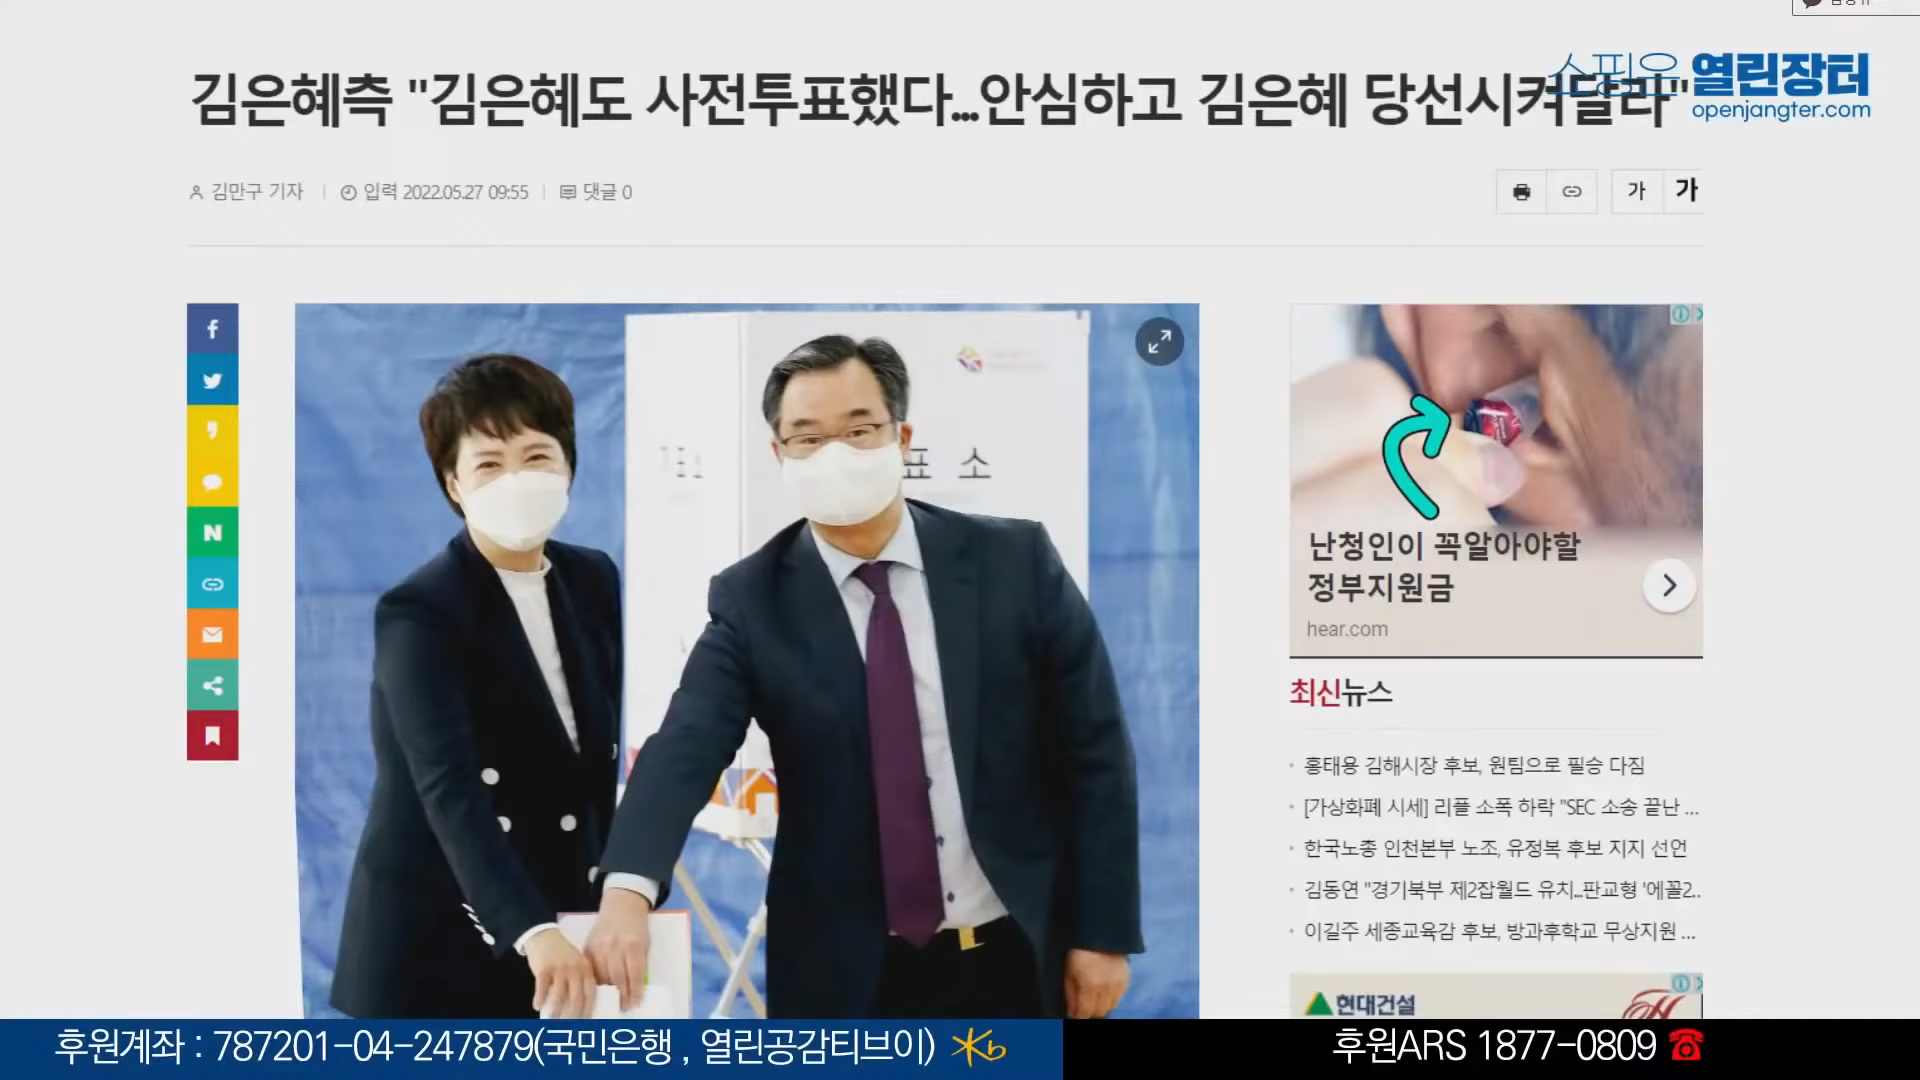 김은혜측 "김은혜도 사전투표했다...안심하고 김은혜 당선시켜달라"
쇼핑은 열린장터
openjangter.com
김만구 기자
입력 2022.05.27 09:55
댓글 0
가 가
표 소
난청인이 꼭알아야할
정부지원금
hear.com
최신뉴스
홍태용 김해시장 후보, 원팀으로 필승 다짐
[가상화폐 시세] 리플 소폭 하락 "SEC 소송 끝난 ...
한국노총 인천본부 노조, 유정복 후보 지지 선언
김동연 "경기북부 제2잡월드 유치...판교형 '에꼴2..
이길주 세종교육감 후보, 방과후학교 무상지원 ...
현대건설
H
후원계좌 : 787201-04-247879(국민은행 , 열린공감티브이)
후원ARS 1877-0809